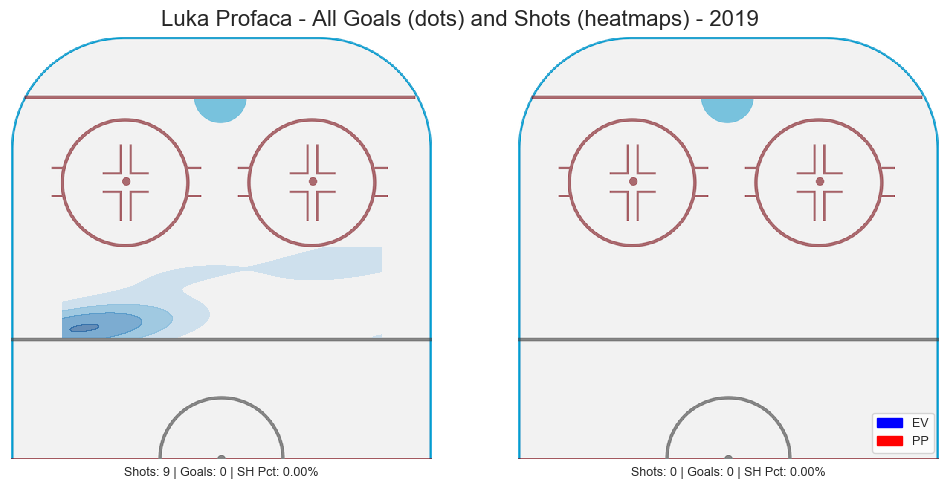 Luka Profaca - All Goals (dots) and Shots (heatmaps) - 2019
EV
PP
Shots: 9 | Goals: 0 | SH Pct: 0.00%
Shots: 0 | Goals: 0 | SH Pct: 0.00%